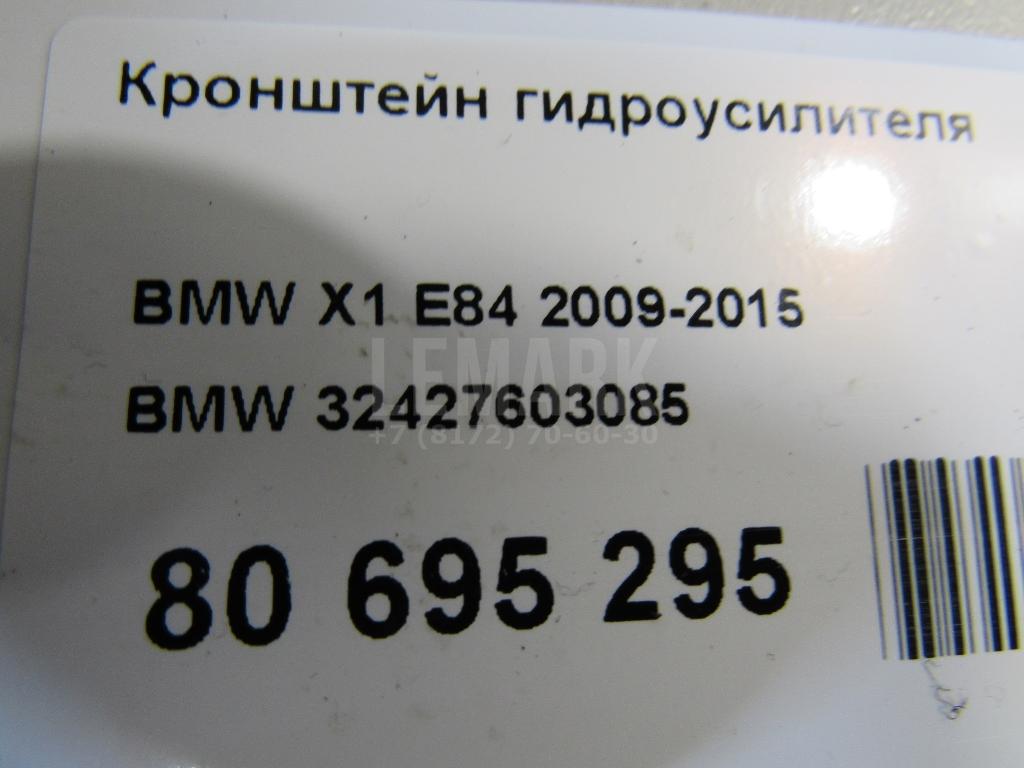 Кронштейн гидроусилителя
BMW X1 E84 2009-2015
LEMARK
BMW 32427603085
+7 (8172) 70-60-30
80 695 295